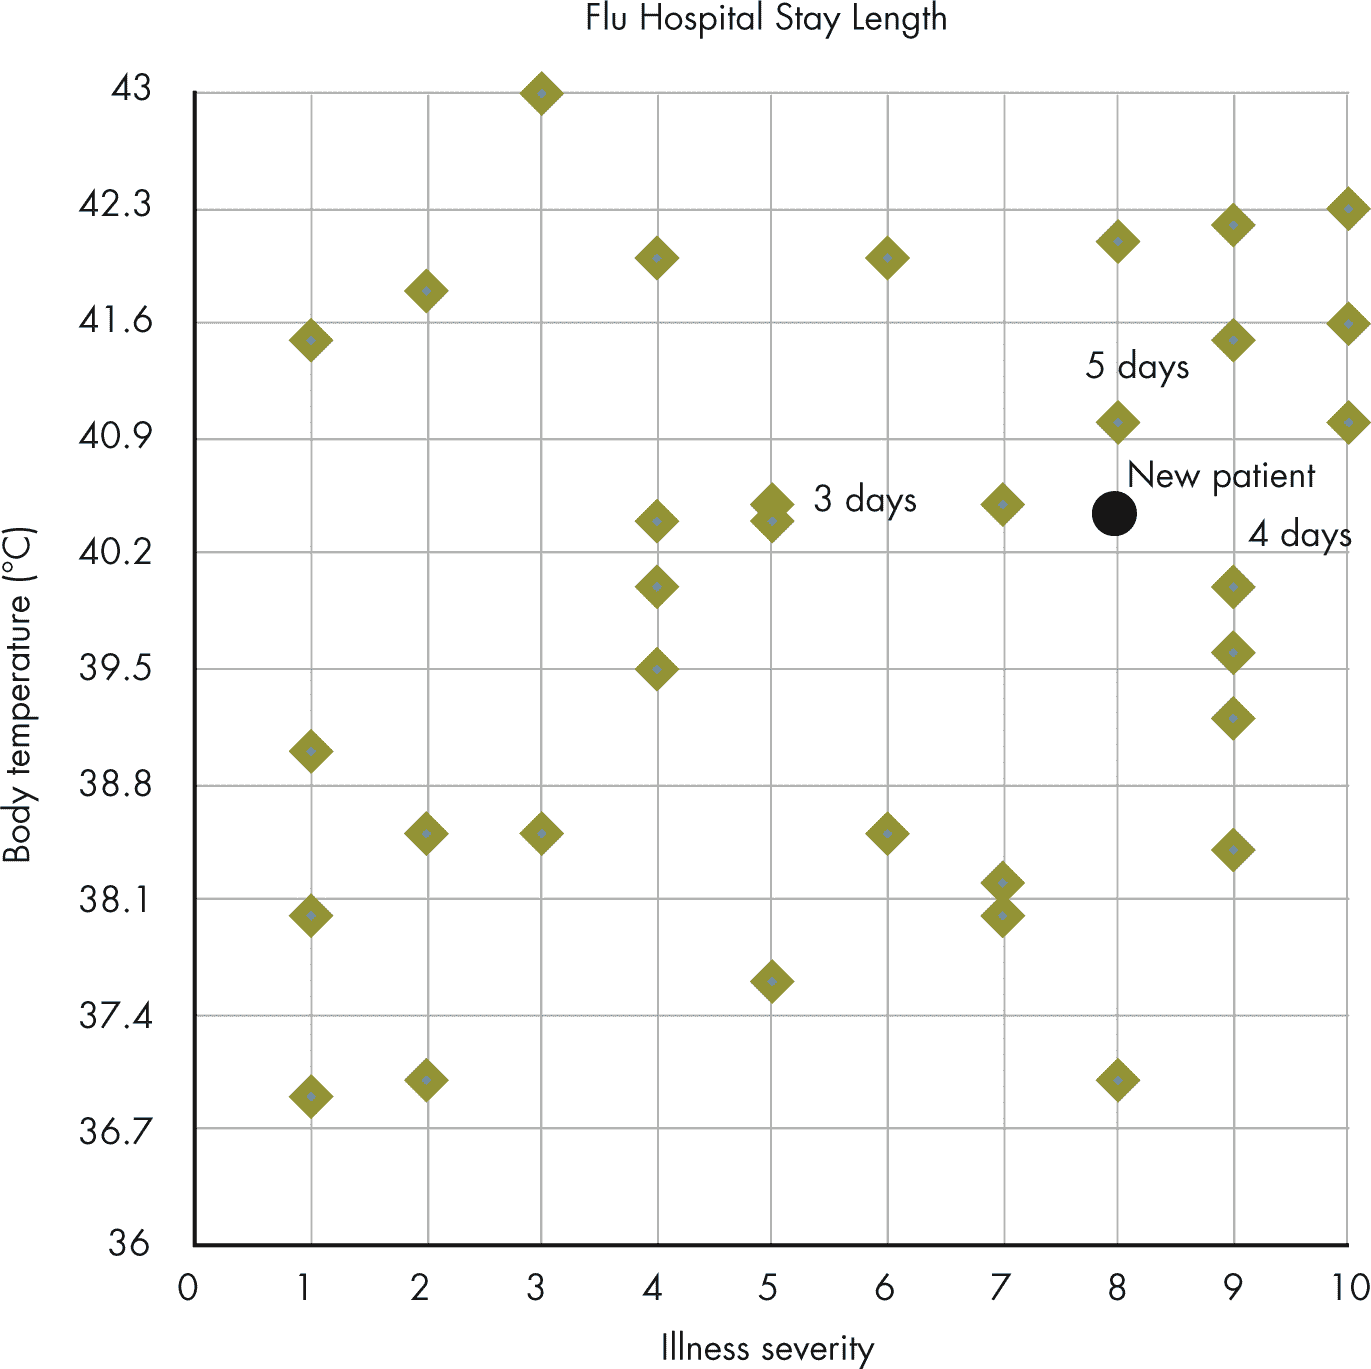 Flu Hospital Stay Length
43
42.3
41.6
40.9
40.2
39.5
38.8
38.1
37.4
36.7
36
Body temperature (°C)
5 days
New patient
3 days
4 days
0 1 2 3 4 5 6 7 8 9 10
Illness severity